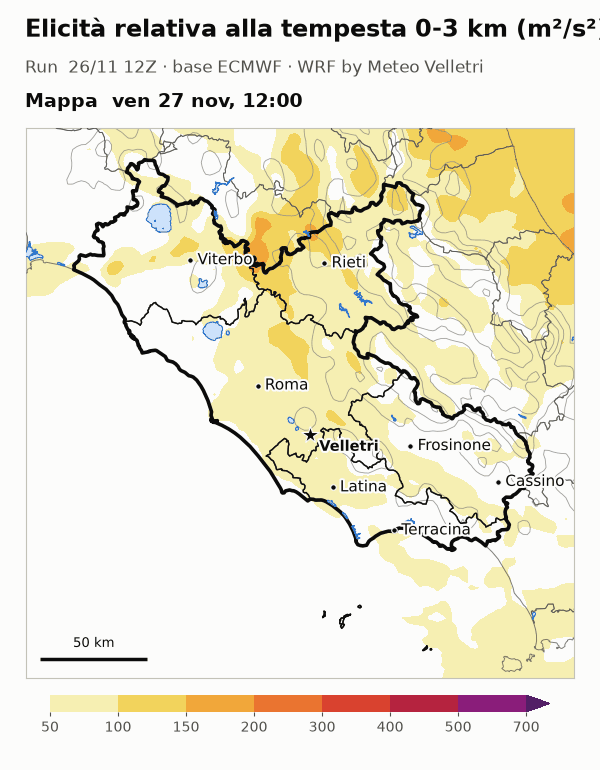 Elicità relativa alla tempesta 0-3 km (m²/s²)
Run 26/11 12Z · base ECMWF · WRF by Meteo Velletri
Mappa ven 27 nov, 12:00
Viterbo
Rieti
Roma
Velletri
Frosinone
Latina
Cassino
Terracina
50 km
50 100 150 200 300 400 500 700